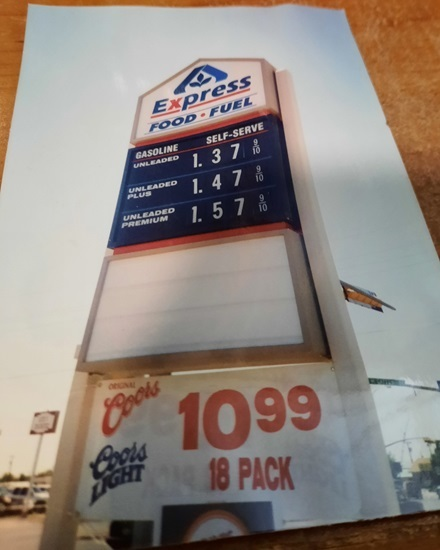 Express
FOOD • FUEL
GASOLINE SELF-SERVE
UNLEADED 1.37 9/10
UNLEADED PLUS 1.47 9/10
UNLEADED PREMIUM 1.57 9/10
ORIGINAL
Coors
10 99
Coors
LIGHT
18 PACK